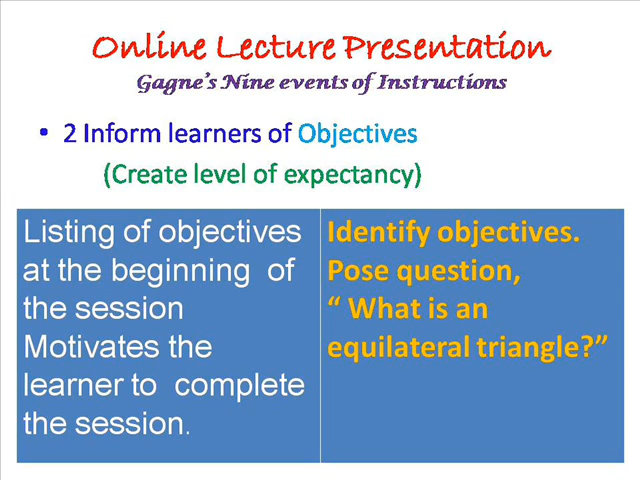 Online Lecture Presentation
Gagne's Nine events of Instructions
• 2 Inform learners of Objectives
(Create level of expectancy)
Listing of objectives
at the beginning of
the session
Motivates the
learner to complete
the session.
Identify objectives.
Pose question,
“ What is an
equilateral triangle?”